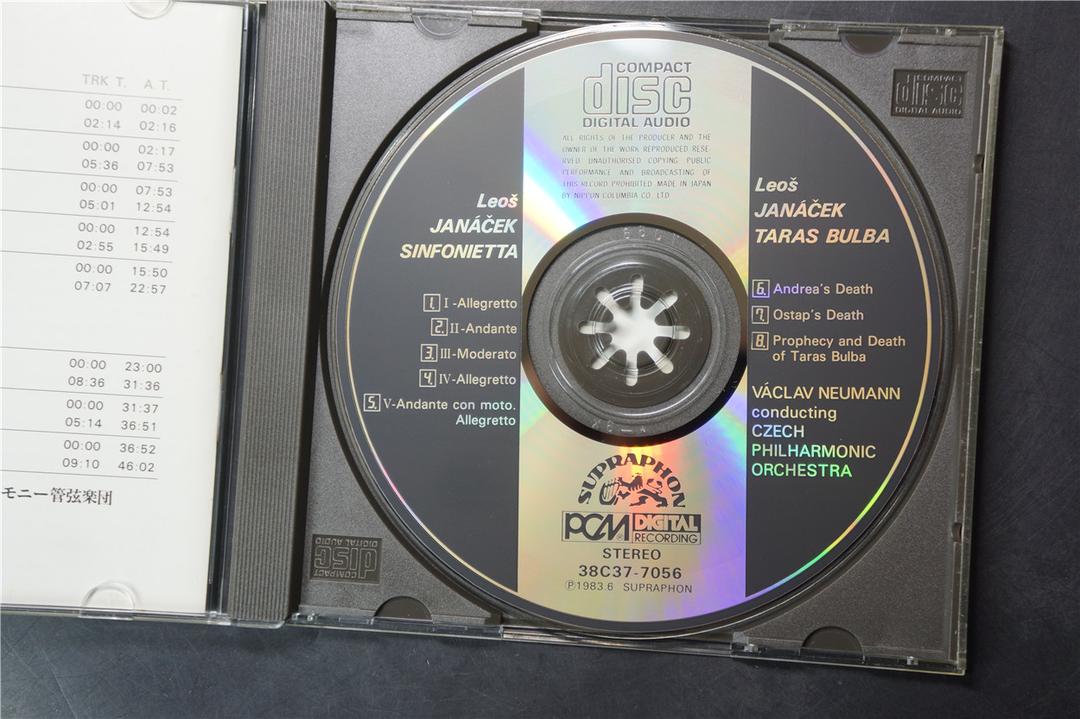 TRK T. A.T.
00:00 00:02
02:14 02:16
00:00 02:17
05:36 07:53
00:00 07:53
05:01 12:54
00:00 12:54
02:55 15:49
00:00 15:50
07:07 22:57
00:00 23:00
08:36 31:36
00:00 31:37
05:14 36:51
00:00 36:52
09:10 46:02
モニー管弦楽団
COMPACT
disc
DIGITAL AUDIO
ALL RIGHTS OF THE PRODUCER AND THE
OWNER OF THE WORK REPRODUCED RESE-
RVED UNAUTHORISED COPYING PUBLIC
PERFORMANCE AND BROADCASTING OF
THIS RECORD PROHIBITED MADE IN JAPAN
BY NIPPON COLUMBIA CO. LTD
Leoš
JANÁČEK
SINFONIETTA
1. I-Allegretto
2. II-Andante
3. III-Moderato
4. IV-Allegretto
5. V-Andante con moto.
Allegretto
Leoš
JANÁČEK
TARAS BULBA
6. Andrea's Death
7. Ostap's Death
8. Prophecy and Death
of Taras Bulba
VÁCLAV NEUMANN
conducting
CZECH
PHILHARMONIC
ORCHESTRA
SUPRAPHON
PCM DIGITAL
RECORDING
STEREO
38C37-7056
Ⓟ1983.6 SUPRAPHON
COMPACT
disc
DIGITAL AUDIO
COMPACT
disc
DIGITAL AUDIO